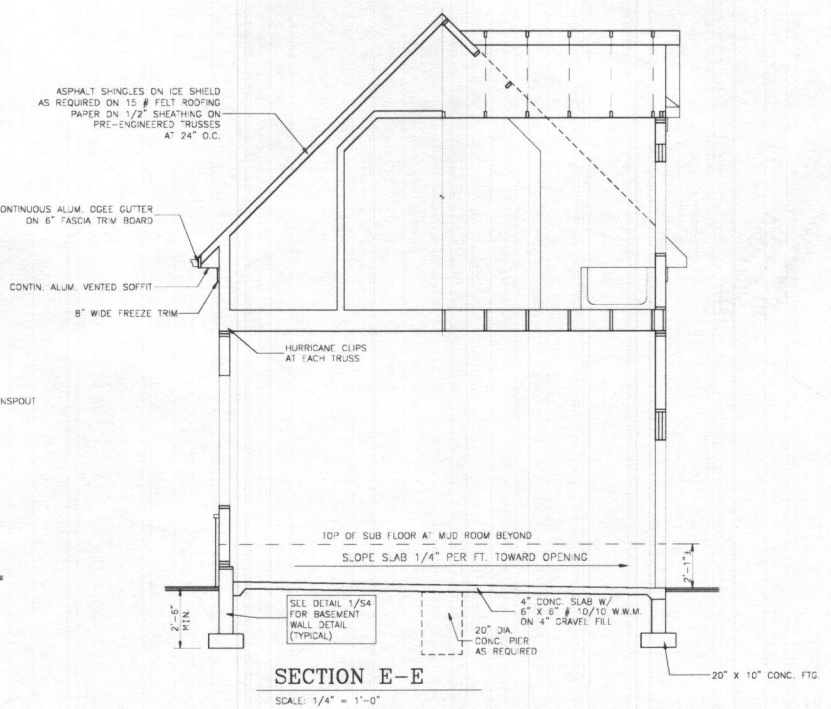 ASPHALT SHINGLES ON ICE SHIELD
AS REQUIRED ON 15 # FELT ROOFING
PAPER ON 1/2" SHEATHING ON
PRE-ENGINEERED TRUSSES
AT 24" O.C.
ONTINUOUS ALUM. OGEE GUTTER
ON 6" FASCIA TRIM BOARD
CONTIN. ALUM. VENTED SOFFIT
8" WIDE FREEZE TRIM
HURRICANE CLIPS
AT EACH TRUSS
NSPOUT
TOP OF SUB FLOOR AT MUD ROOM BEYOND
SLOPE SLAB 1/4" PER FT. TOWARD OPENING
2'-1"±
2'-6"
MIN.
SEE DETAIL 1/S4
FOR BASEMENT
WALL DETAIL
(TYPICAL)
20" DIA.
CONC. PIER
AS REQUIRED
4" CONC. SLAB W/
6" X 6" # 10/10 W.W.M.
ON 4" GRAVEL FILL
20" X 10" CONC. FTG.
SECTION E-E
SCALE: 1/4" = 1'-0"